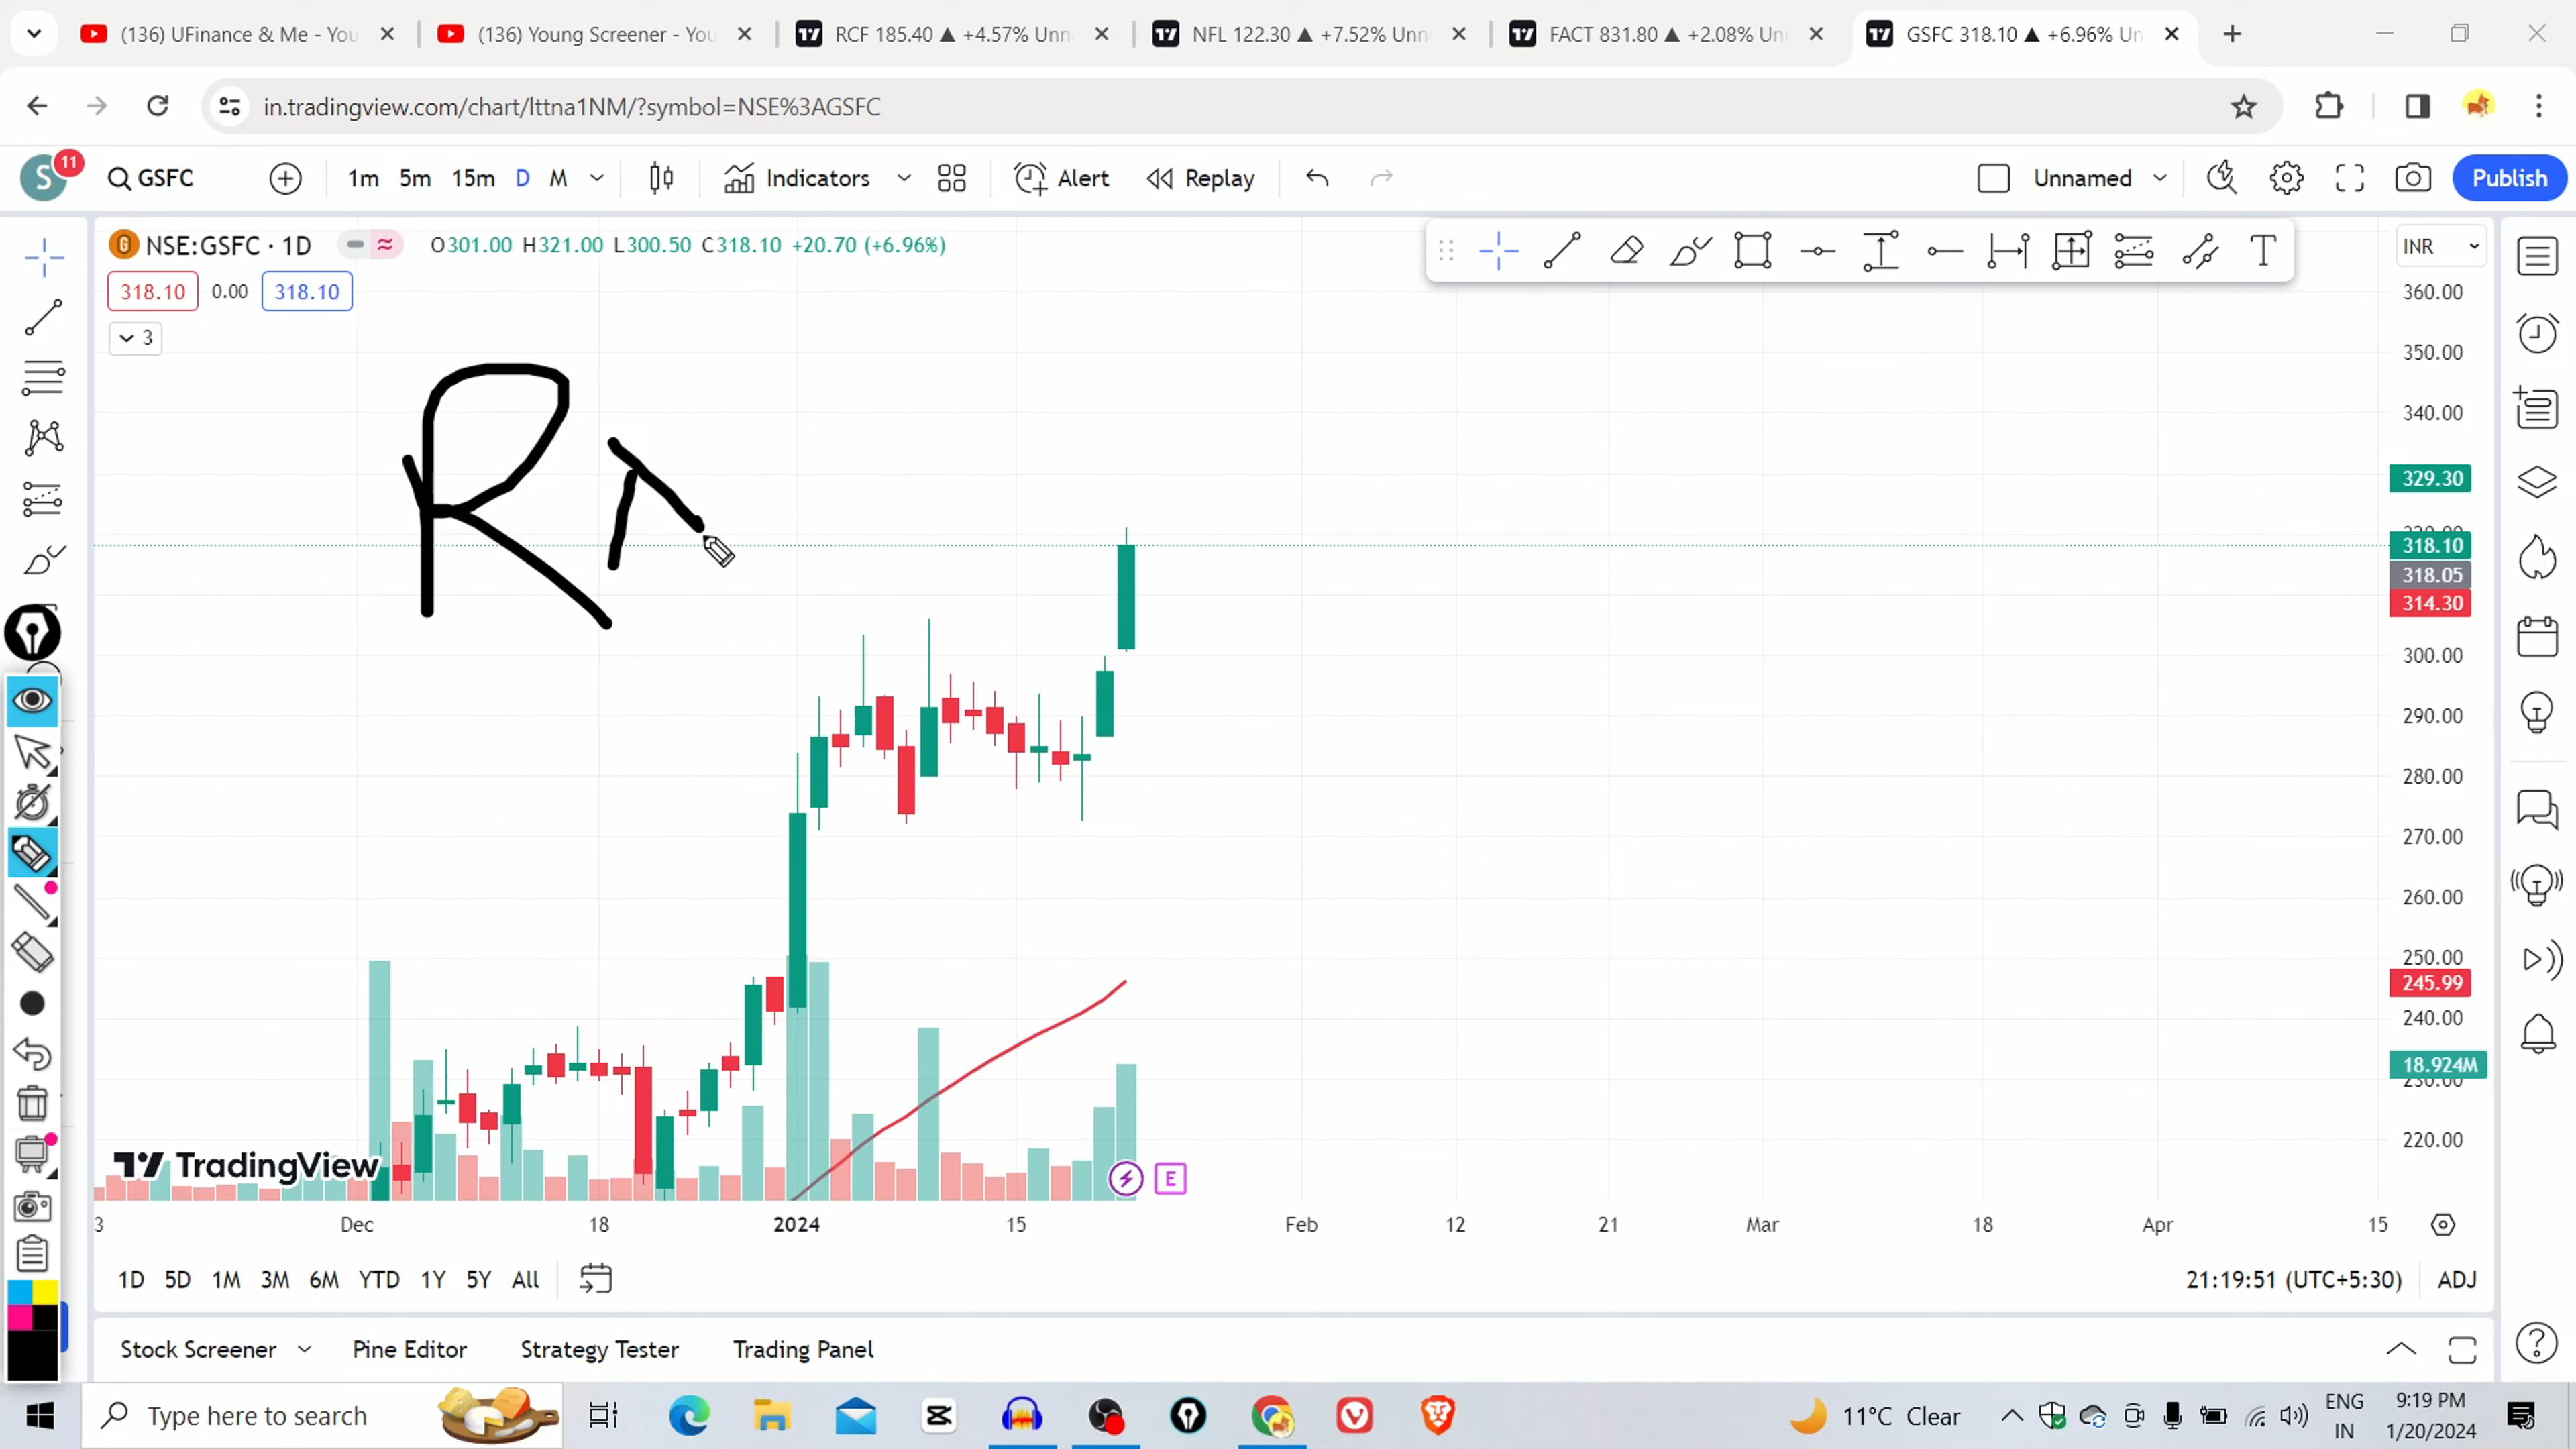 (136) UFinance & Me - You
(136) Young Screener - You
RCF 185.40 ▲ +4.57% Unn
NFL 122.30 ▲ +7.52% Unn
FACT 831.80 ▲ +2.08% Un
GSFC 318.10 ▲ +6.96% Un
in.tradingview.com/chart/lttna1NM/?symbol=NSE%3AGSFC
S 11 GSFC 1m 5m 15m D M Indicators Alert Replay Unnamed Publish
NSE:GSFC · 1D O301.00 H321.00 L300.50 C318.10 +20.70 (+6.96%) T INR
318.10 0.00 318.10
3
R
360.00
350.00
340.00
329.30
318.10
318.05
314.30
300.00
290.00
280.00
270.00
260.00
250.00
245.99
240.00
18.924M
230.00
220.00
TradingView
E
3 Dec 18 2024 15 Feb 12 21 Mar 18 Apr 15
1D 5D 1M 3M 6M YTD 1Y 5Y All 21:19:51 (UTC+5:30) ADJ
Stock Screener Pine Editor Strategy Tester Trading Panel
Type here to search 11°C Clear ENG IN 9:19 PM 1/20/2024